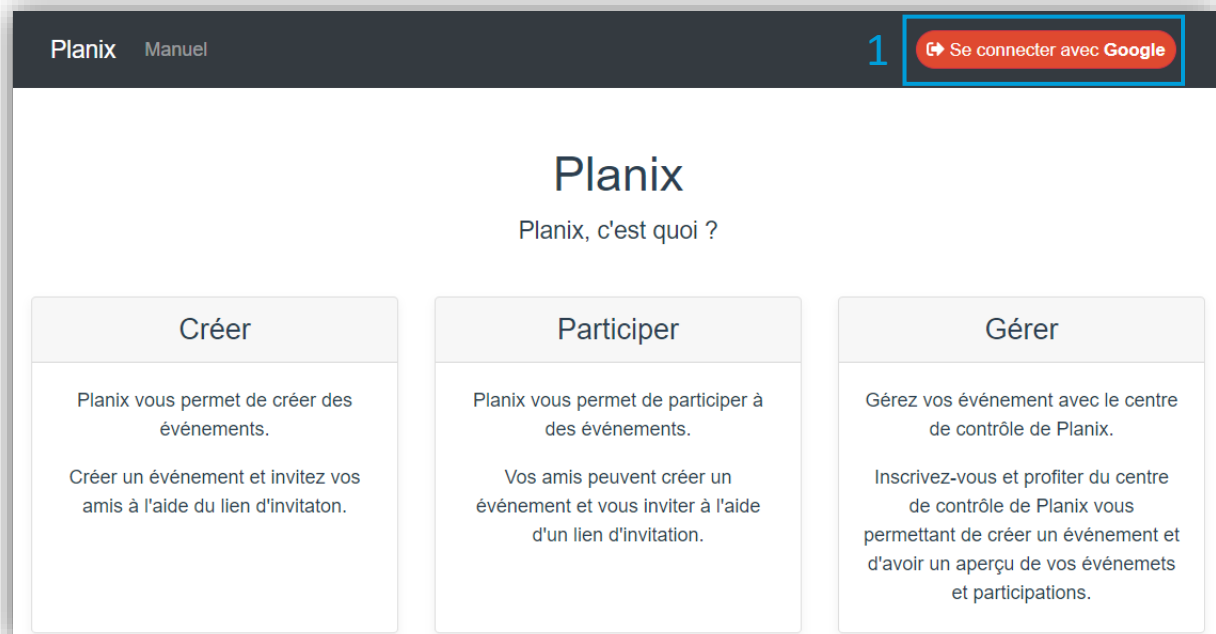 Planix Manuel 1 Se connecter avec Google
Planix
Planix, c'est quoi ?
Créer
Planix vous permet de créer des
événements.
Créer un événement et invitez vos
amis à l'aide du lien d'invitaton.
Participer
Planix vous permet de participer à
des événements.
Vos amis peuvent créer un
événement et vous inviter à l'aide
d'un lien d'invitation.
Gérer
Gérez vos événement avec le centre
de contrôle de Planix.
Inscrivez-vous et profiter du centre
de contrôle de Planix vous
permettant de créer un événement et
d'avoir un aperçu de vos événemets
et participations.